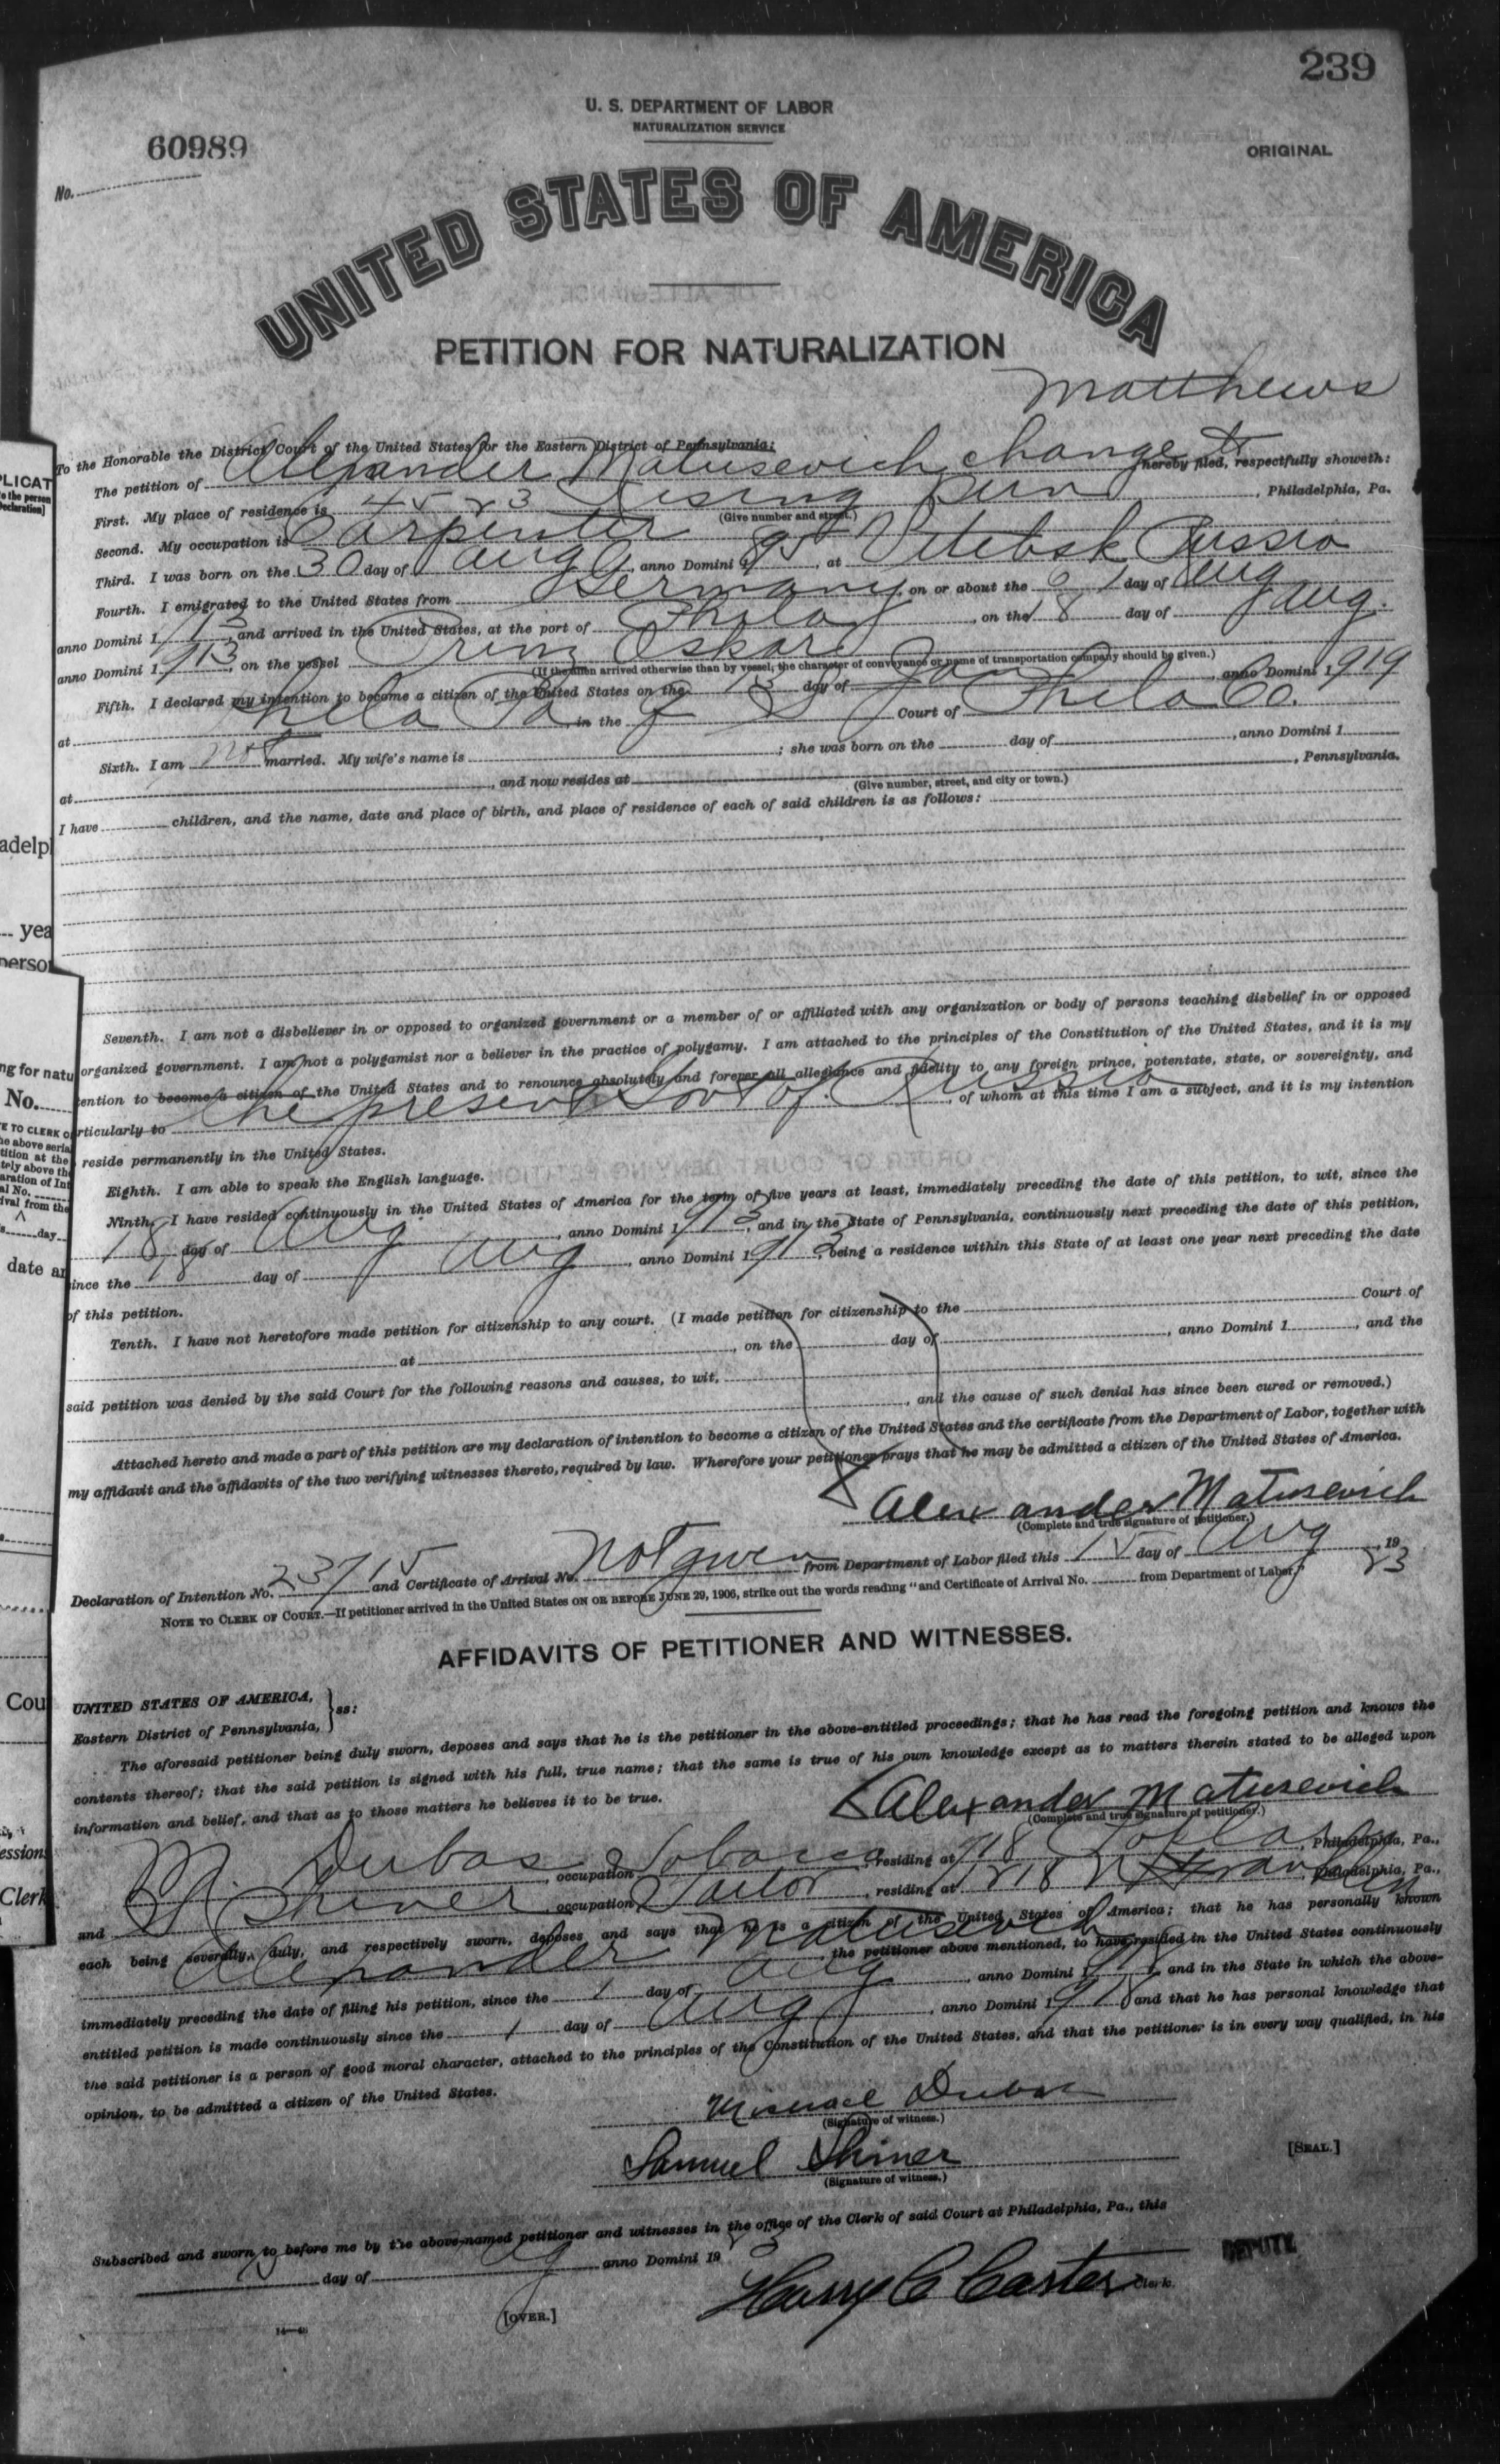 239
U. S. DEPARTMENT OF LABOR
NATURALIZATION SERVICE
60989
ORIGINAL
No.
UNITED STATES OF AMERICA
PETITION FOR NATURALIZATION
Matthews
To the Honorable the District Court of the United States for the Eastern District of Pennsylvania:
The petition of Alexander Matusevich, change to hereby filed, respectfully showeth:
First. My place of residence is 4523 Rising Sun, Philadelphia, Pa.
(Give number and street.)
Second. My occupation is Carpenter
Third. I was born on the 30 day of Aug, anno Domini 1895, at Vitebsk Russia
Fourth. I emigrated to the United States from Germany, on or about the day of Aug
anno Domini 1913, and arrived in the United States, at the port of Phila, on the 18 day of Aug.
anno Domini 1913, on the vessel Prinz Oskar
(If the alien arrived otherwise than by vessel, the character of conveyance or name of transportation company should be given.)
Fifth. I declared my intention to become a citizen of the United States on the 13 day of Jan, anno Domini 1919
at Phila Pa, in the Court of Phila Co.
Sixth. I am not married. My wife's name is ; she was born on the day of , anno Domini 1
at , and now resides at , Pennsylvania.
(Give number, street, and city or town.)
I have children, and the name, date and place of birth, and place of residence of each of said children is as follows:
Seventh. I am not a disbeliever in or opposed to organized government or a member of or affiliated with any organization or body of persons teaching disbelief in or opposed
organized government. I am not a polygamist nor a believer in the practice of polygamy. I am attached to the principles of the Constitution of the United States, and it is my
tention to become a citizen of the United States and to renounce absolutely and forever all allegiance and fidelity to any foreign prince, potentate, state, or sovereignty, and
rticularly to the present Govt of Russia, of whom at this time I am a subject, and it is my intention
reside permanently in the United States.
Eighth. I am able to speak the English language.
Ninth. I have resided continuously in the United States of America for the term of five years at least, immediately preceding the date of this petition, to wit, since the
18 day of Aug, anno Domini 1913, and in the State of Pennsylvania, continuously next preceding the date of this petition,
ince the 18 day of Aug, anno Domini 1913, being a residence within this State of at least one year next preceding the date
of this petition.
Tenth. I have not heretofore made petition for citizenship to any court. (I made petition for citizenship to the Court of
at , on the day of , anno Domini 1 , and the
said petition was denied by the said Court for the following reasons and causes, to wit,
, and the cause of such denial has since been cured or removed.)
Attached hereto and made a part of this petition are my declaration of intention to become a citizen of the United States and the certificate from the Department of Labor, together with
my affidavit and the affidavits of the two verifying witnesses thereto, required by law. Wherefore your petitioner prays that he may be admitted a citizen of the United States of America.
Alexander Matusevich
(Complete and true signature of petitioner.)
Declaration of Intention No. 23715 and Certificate of Arrival No. Not given from Department of Labor filed this 15 day of Aug, 1923
NOTE TO CLERK OF COURT.—If petitioner arrived in the United States ON OR BEFORE JUNE 29, 1906, strike out the words reading "and Certificate of Arrival No. from Department of Labor."
AFFIDAVITS OF PETITIONER AND WITNESSES.
UNITED STATES OF AMERICA,
Eastern District of Pennsylvania, } ss:
The aforesaid petitioner being duly sworn, deposes and says that he is the petitioner in the above-entitled proceedings; that he has read the foregoing petition and knows the
contents thereof; that the said petition is signed with his full, true name; that the same is true of his own knowledge except as to matters therein stated to be alleged upon
information and belief, and that as to those matters he believes it to be true.
Alexander Matusevich
(Complete and true signature of petitioner.)
M. Dubas, occupation Tobacco, residing at 718, Philadelphia, Pa.,
and S Shiner, occupation Tailor, residing at 1218 N, Philadelphia, Pa.,
each being severally, duly, and respectively sworn, deposes and says that he is a citizen of the United States of America; that he has personally known
Alexander Matusevich, the petitioner above mentioned, to have resided in the United States continuously
immediately preceding the date of filing his petition, since the 1 day of Aug, anno Domini 1918, and in the State in which the above-
entitled petition is made continuously since the 1 day of Aug, anno Domini 1918 and that he has personal knowledge that
the said petitioner is a person of good moral character, attached to the principles of the Constitution of the United States, and that the petitioner is in every way qualified, in his
opinion, to be admitted a citizen of the United States.
Michael Dubas
(Signature of witness.)
Samuel Shiner
(Signature of witness.)
[SEAL.]
Subscribed and sworn to before me by the above-named petitioner and witnesses in the office of the Clerk of said Court at Philadelphia, Pa., this
15 day of Aug anno Domini 1923
DEPUTY
Harry C Carter Clerk.
[OVER.]